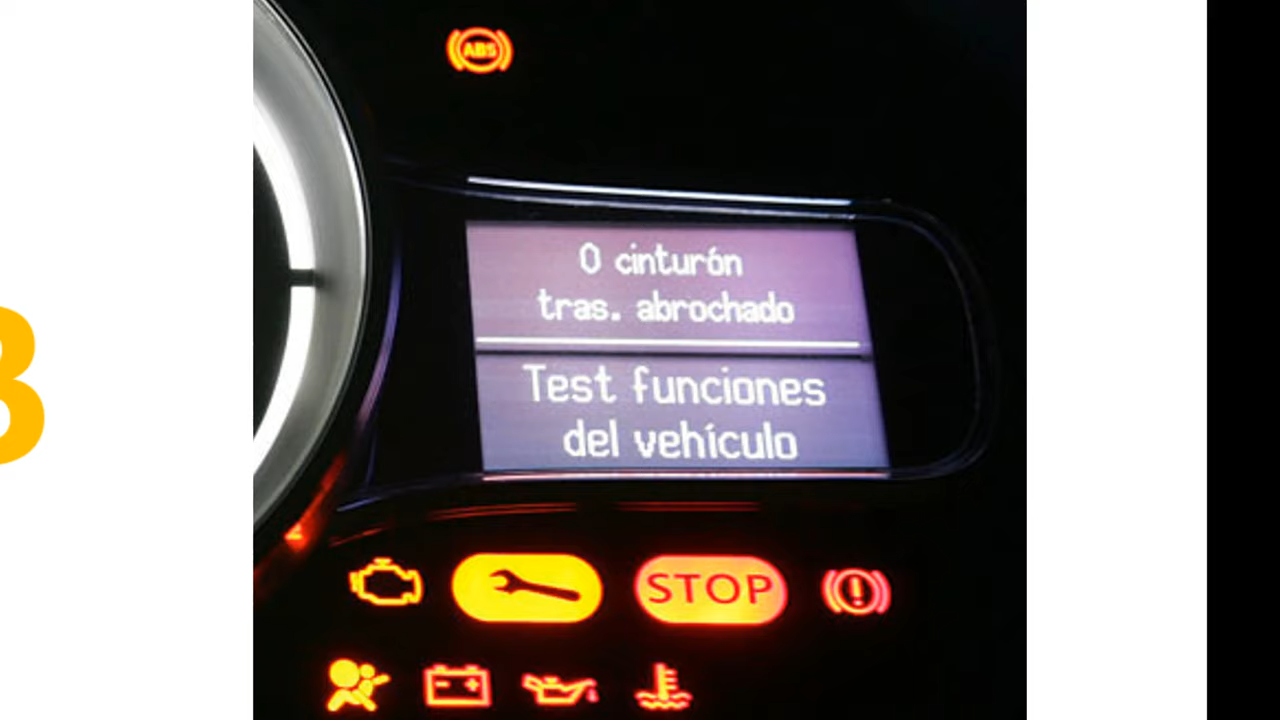 ABS
0 cinturón
tras. abrochado
Test funciones
del vehículo
STOP